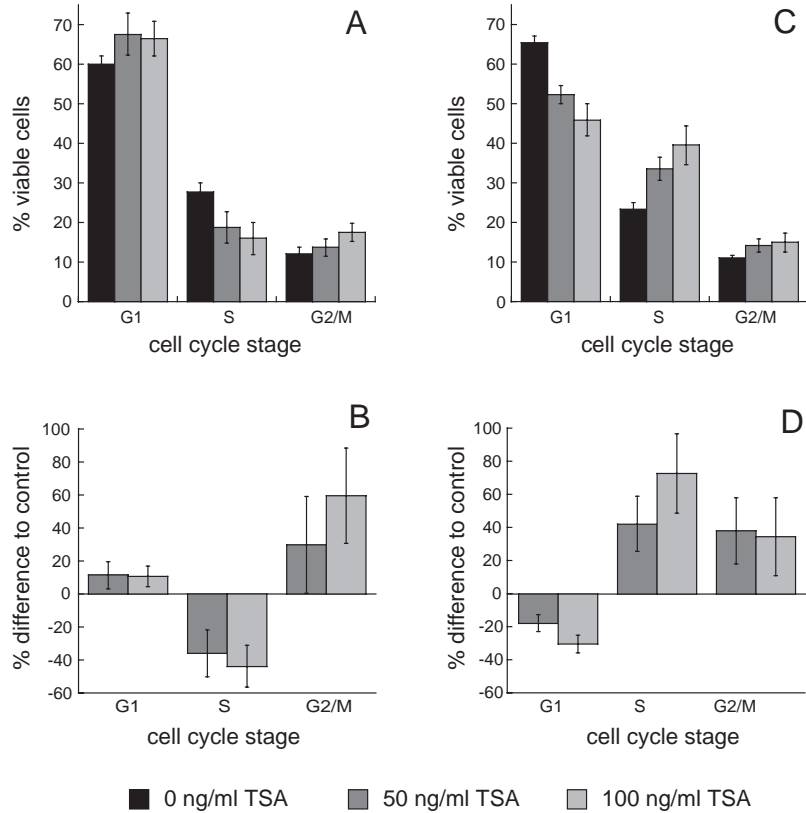 A
% viable cells
70
60
50
40
30
20
10
0
G1 S G2/M
cell cycle stage
C
% viable cells
70
60
50
40
30
20
10
0
G1 S G2/M
cell cycle stage
B
% difference to control
100
80
60
40
20
0
-20
-40
-60
G1 S G2/M
cell cycle stage
D
% difference to control
100
80
60
40
20
0
-20
-40
-60
G1 S G2/M
cell cycle stage
0 ng/ml TSA 50 ng/ml TSA 100 ng/ml TSA